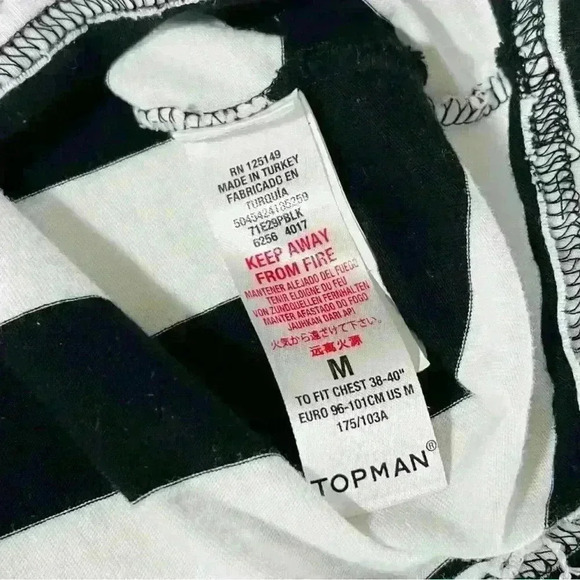 RN 125149
MADE IN TURKEY
FABRICADO EN
TURQUÍA
5045424135259
71E29PBLK
6256 4017
KEEP AWAY
FROM FIRE
MANTENER ALEJADO DEL FUEGO
TENIR ELOIGNE DU FEU
VON ZUNDQUELLEN FERNHALTEN
MANTER AFASTADO DO FOGO
JAUHKAN DARI API
火気から遠ざけて下さい
远离火源
M
TO FIT CHEST 38-40"
EURO 96-101CM US M
175/103A
TOPMAN®